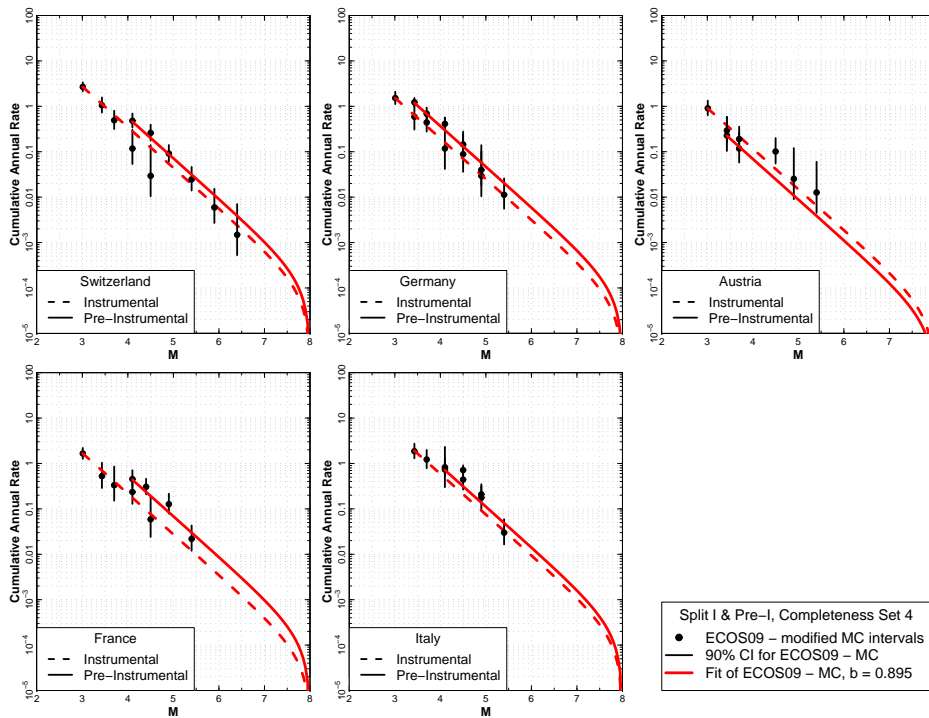 Cumulative Annual Rate
100
10
1
0.1
0.01
10⁻³
10⁻⁴
10⁻⁵
2 3 4 5 6 7 8
M
Switzerland
Instrumental
Pre−Instrumental
Cumulative Annual Rate
100
10
1
0.1
0.01
10⁻³
10⁻⁴
10⁻⁵
2 3 4 5 6 7 8
M
Germany
Instrumental
Pre−Instrumental
Cumulative Annual Rate
100
10
1
0.1
0.01
10⁻³
10⁻⁴
10⁻⁵
2 3 4 5 6 7
M
Austria
Instrumental
Pre−Instrumental
Cumulative Annual Rate
100
10
1
0.1
0.01
10⁻³
10⁻⁴
10⁻⁵
2 3 4 5 6 7 8
M
France
Instrumental
Pre−Instrumental
Cumulative Annual Rate
100
10
1
0.1
0.01
10⁻³
10⁻⁴
10⁻⁵
2 3 4 5 6 7 8
M
Italy
Instrumental
Pre−Instrumental
Split I & Pre−I, Completeness Set 4
ECOS09 − modified MC intervals
90% CI for ECOS09 − MC
Fit of ECOS09 − MC, b = 0.895